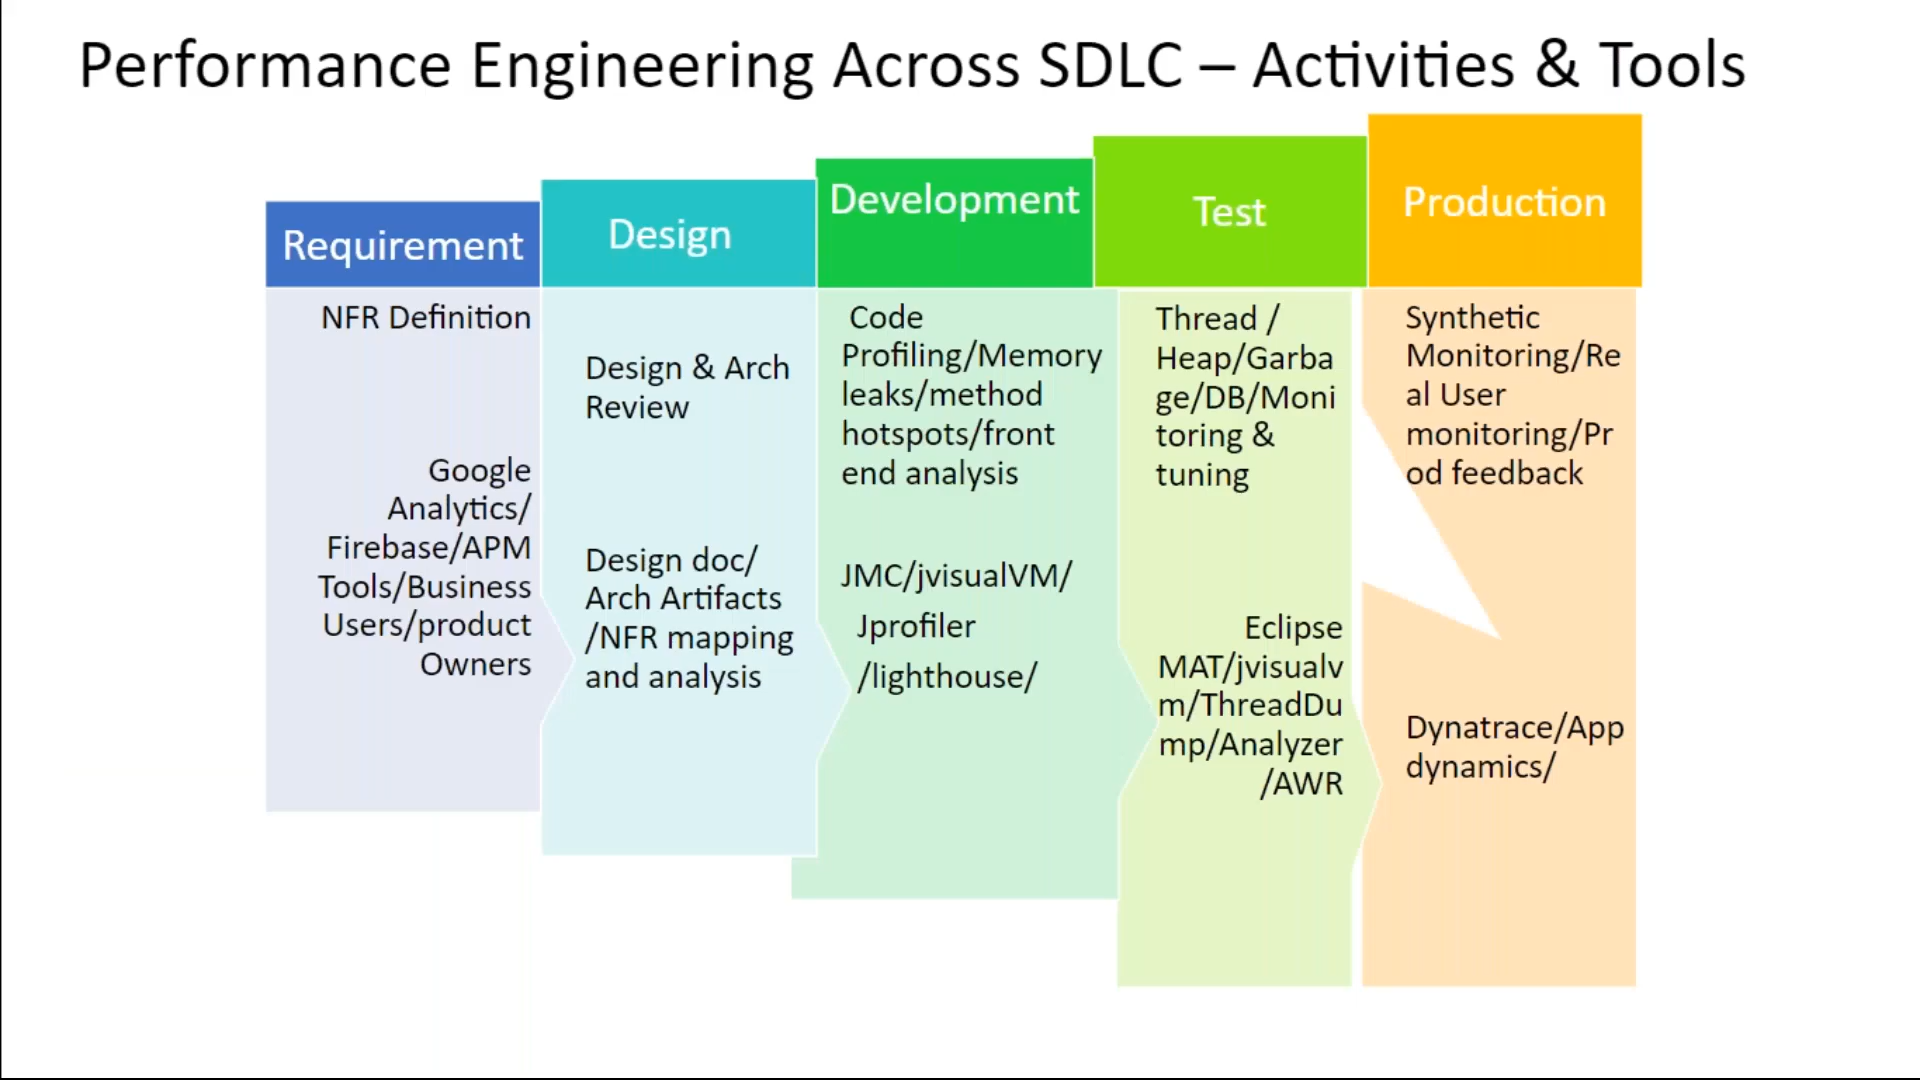 Performance Engineering Across SDLC – Activities & Tools
Requirement
NFR Definition
Google
Analytics/
Firebase/APM
Tools/Business
Users/product
Owners
Design
Design & Arch
Review
Design doc/
Arch Artifacts
/NFR mapping
and analysis
Development
Code
Profiling/Memory
leaks/method
hotspots/front
end analysis
JMC/jvisualVM/
Jprofiler
/lighthouse/
Test
Thread /
Heap/Garba
ge/DB/Moni
toring &
tuning
Eclipse
MAT/jvisualv
m/ThreadDu
mp/Analyzer
/AWR
Production
Synthetic
Monitoring/Re
al User
monitoring/Pr
od feedback
Dynatrace/App
dynamics/